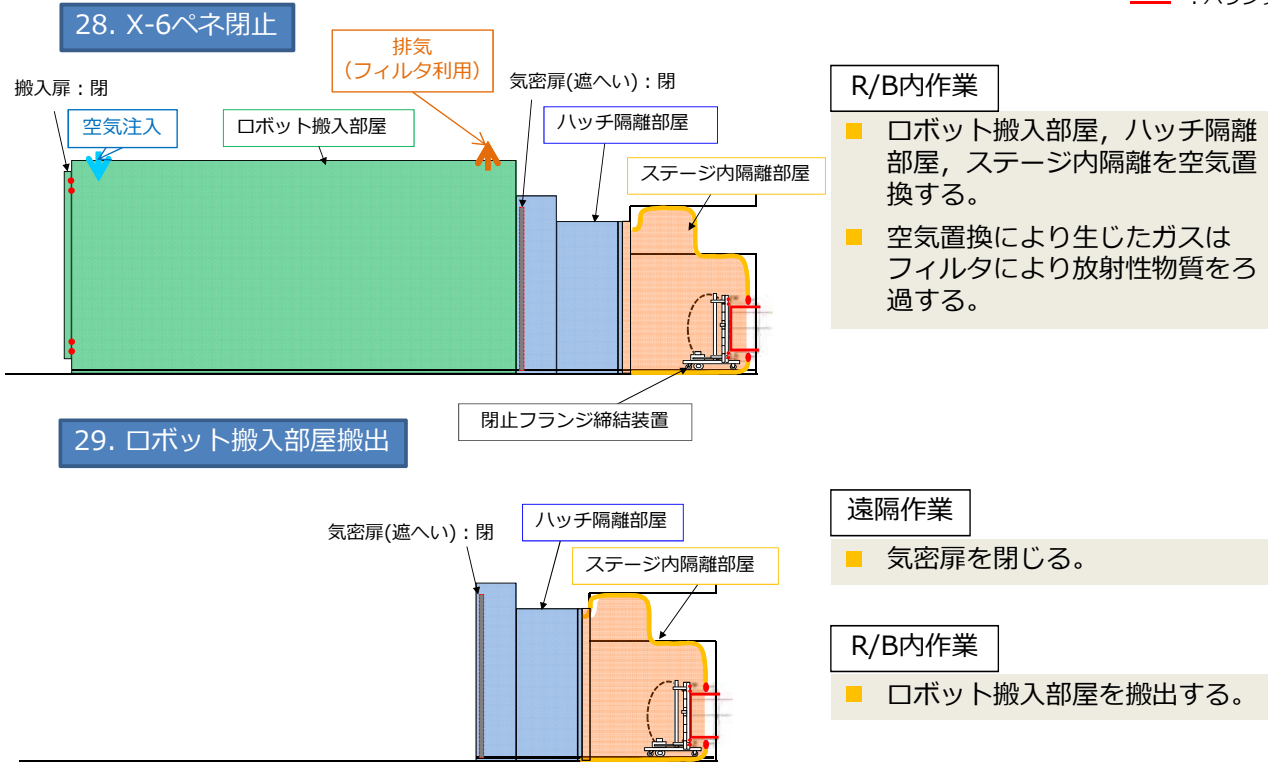 28. X-6ペネ閉止
排気
(フィルタ利用)
搬入扉:閉
気密扉(遮へい):閉
空気注入
ロボット搬入部屋
ハッチ隔離部屋
ステージ内隔離部屋
閉止フランジ締結装置
R/B内作業
ロボット搬入部屋,ハッチ隔離
部屋,ステージ内隔離を空気置
換する。
空気置換により生じたガスは
フィルタにより放射性物質をろ
過する。
29. ロボット搬入部屋搬出
気密扉(遮へい):閉
ハッチ隔離部屋
ステージ内隔離部屋
遠隔作業
気密扉を閉じる。
R/B内作業
ロボット搬入部屋を搬出する。